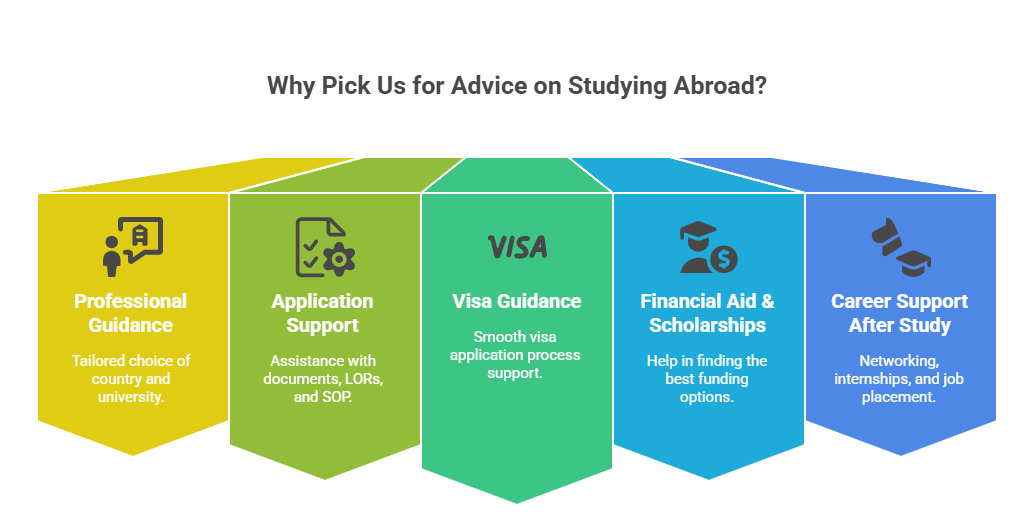 Why Pick Us for Advice on Studying Abroad?
VISA
Professional
Guidance
Tailored choice of
country and
university.
Application
Support
Assistance with
documents, LORs,
and SOP.
Visa Guidance
Smooth visa
application process
support.
Financial Aid &
Scholarships
Help in finding the
best funding
options.
Career Support
After Study
Networking,
internships, and job
placement.